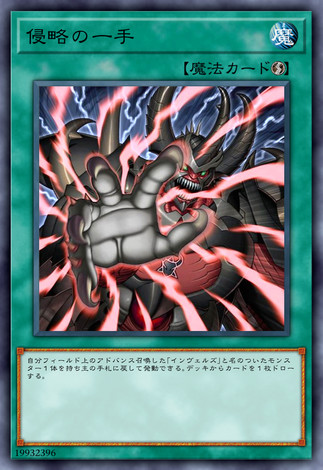 侵略の一手
魔
【魔法カード】
自分フィールド上のアドバンス召喚した「インヴェルズ」と名のついたモンス
ター１体を持ち主の手札に戻して発動できる。デッキからカードを１枚ドロー
する。
19932396